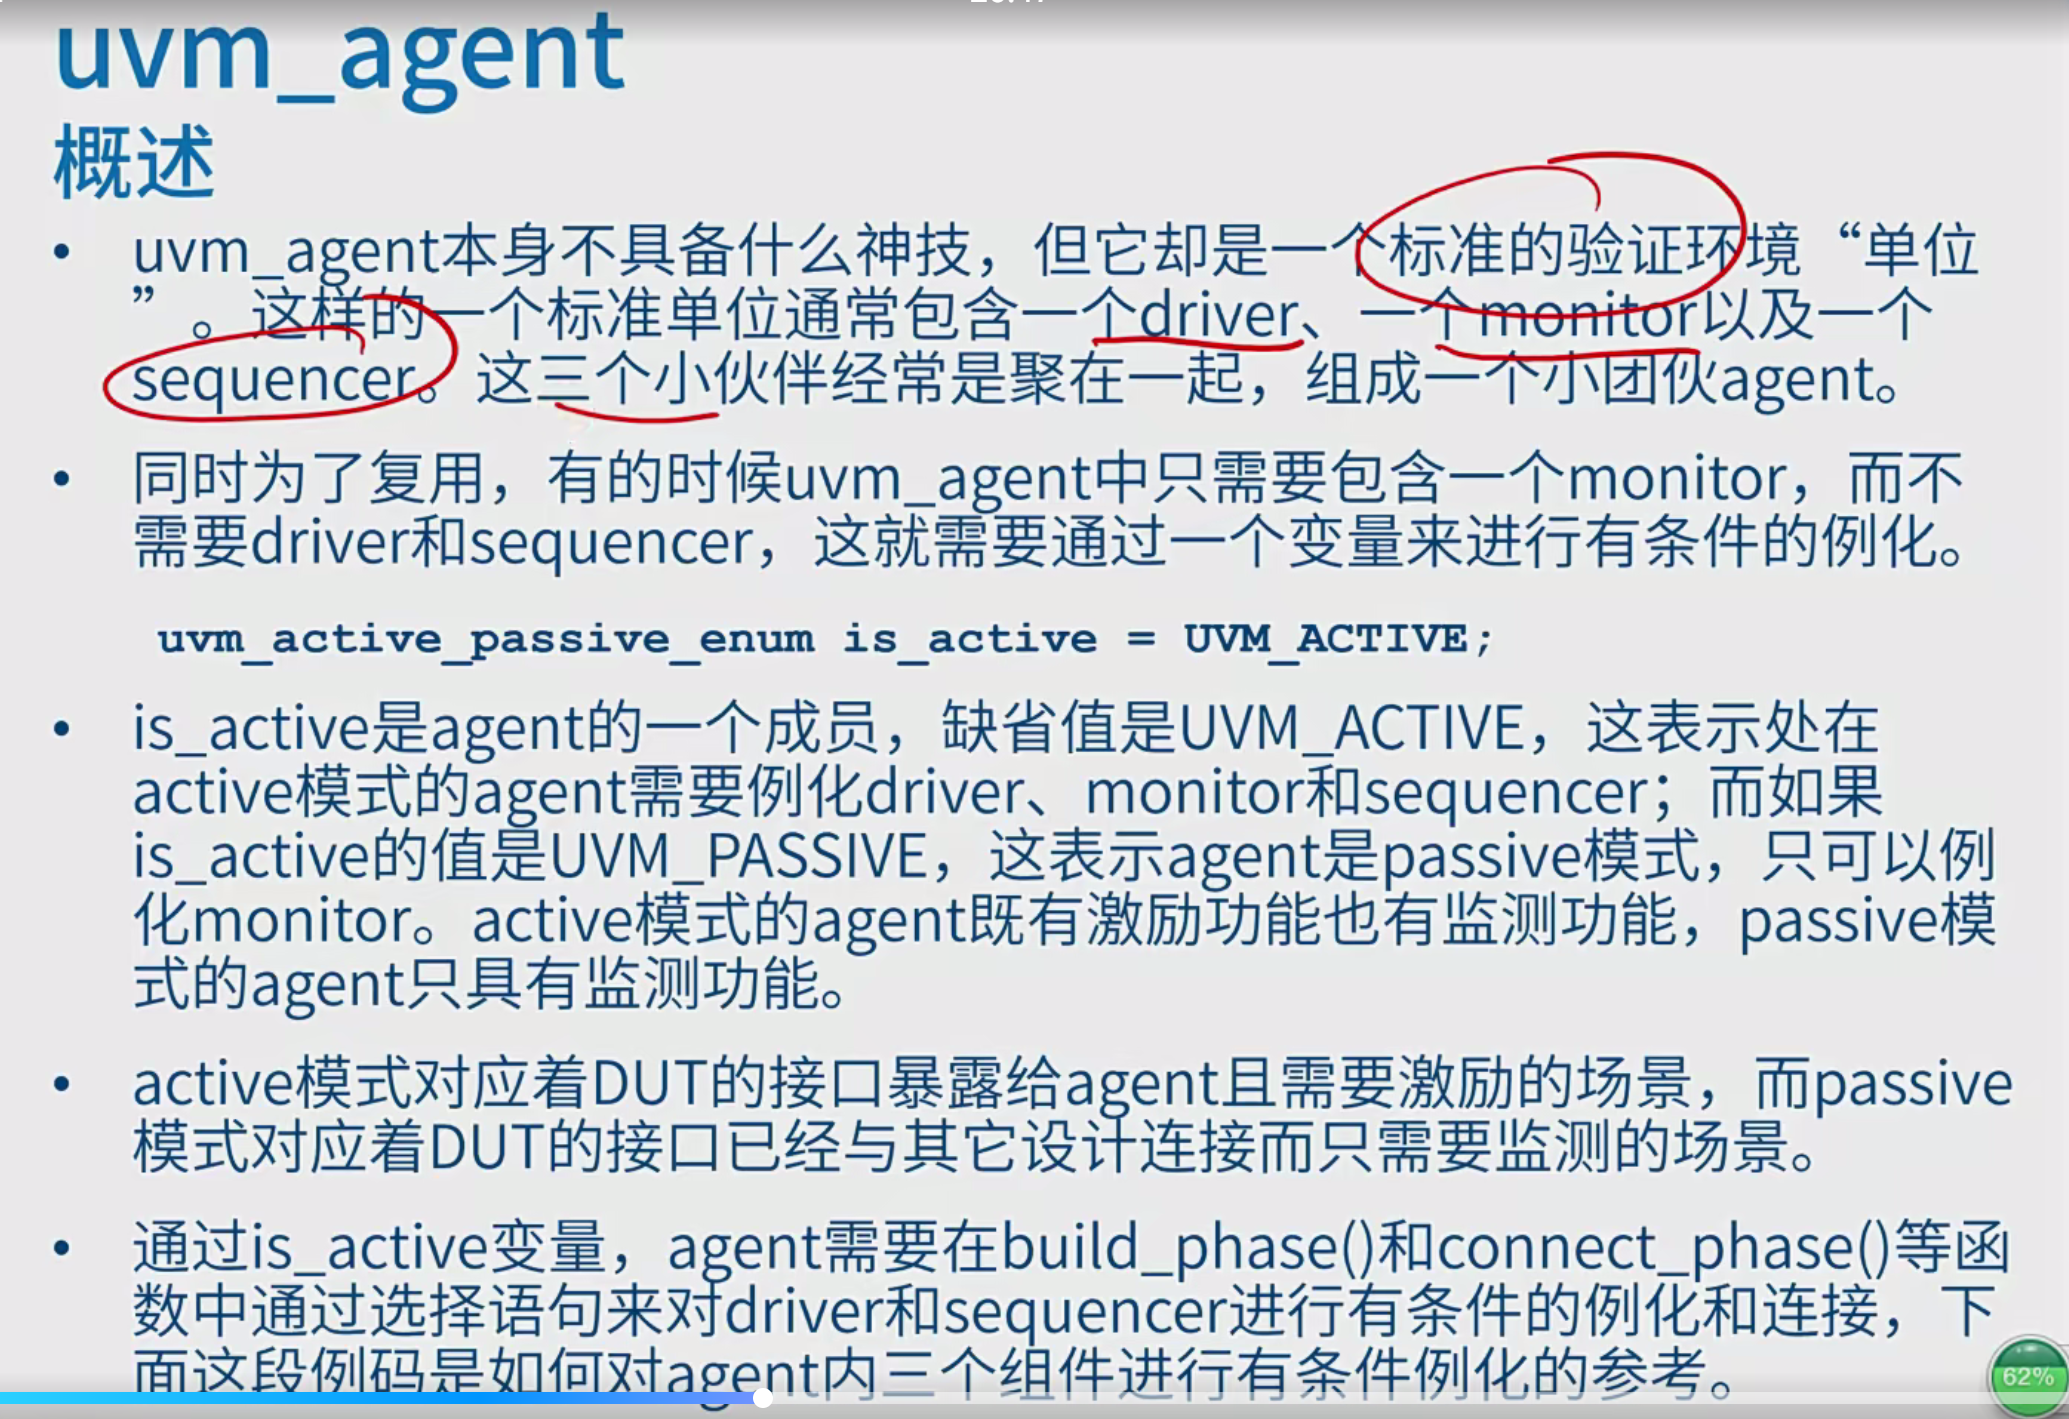 uvm_agent
概述
• uvm_agent本身不具备什么神技，但它却是一个标准的验证环境“单位
”。这样的一个标准单位通常包含一个driver、一个monitor以及一个
sequencer。这三个小伙伴经常是聚在一起，组成一个小团伙agent。
• 同时为了复用，有的时候uvm_agent中只需要包含一个monitor，而不
需要driver和sequencer，这就需要通过一个变量来进行有条件的例化。
uvm_active_passive_enum is_active = UVM_ACTIVE;
• is_active是agent的一个成员，缺省值是UVM_ACTIVE，这表示处在
active模式的agent需要例化driver、monitor和sequencer；而如果
is_active的值是UVM_PASSIVE，这表示agent是passive模式，只可以例
化monitor。active模式的agent既有激励功能也有监测功能，passive模
式的agent只具有监测功能。
• active模式对应着DUT的接口暴露给agent且需要激励的场景，而passive
模式对应着DUT的接口已经与其它设计连接而只需要监测的场景。
• 通过is_active变量，agent需要在build_phase()和connect_phase()等函
数中通过选择语句来对driver和sequencer进行有条件的例化和连接，下
面这段例码是如何对agent内三个组件进行有条件例化的参考。
62%